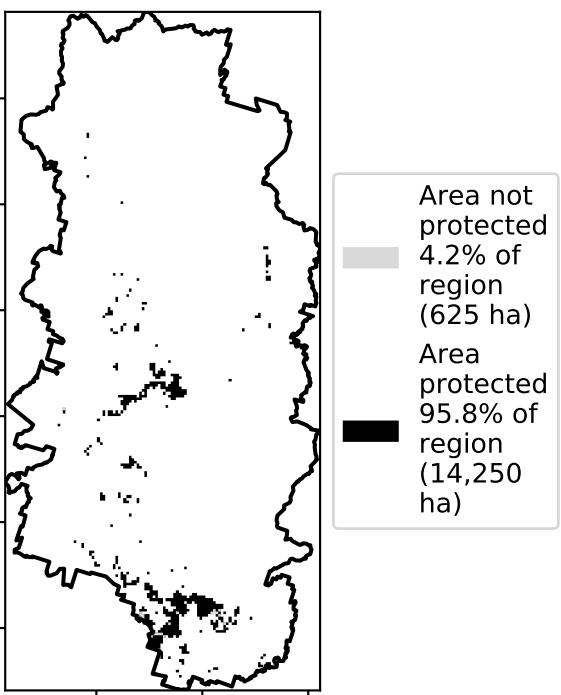 Area not
protected
4.2% of
region
(625 ha)
Area
protected
95.8% of
region
(14,250
ha)